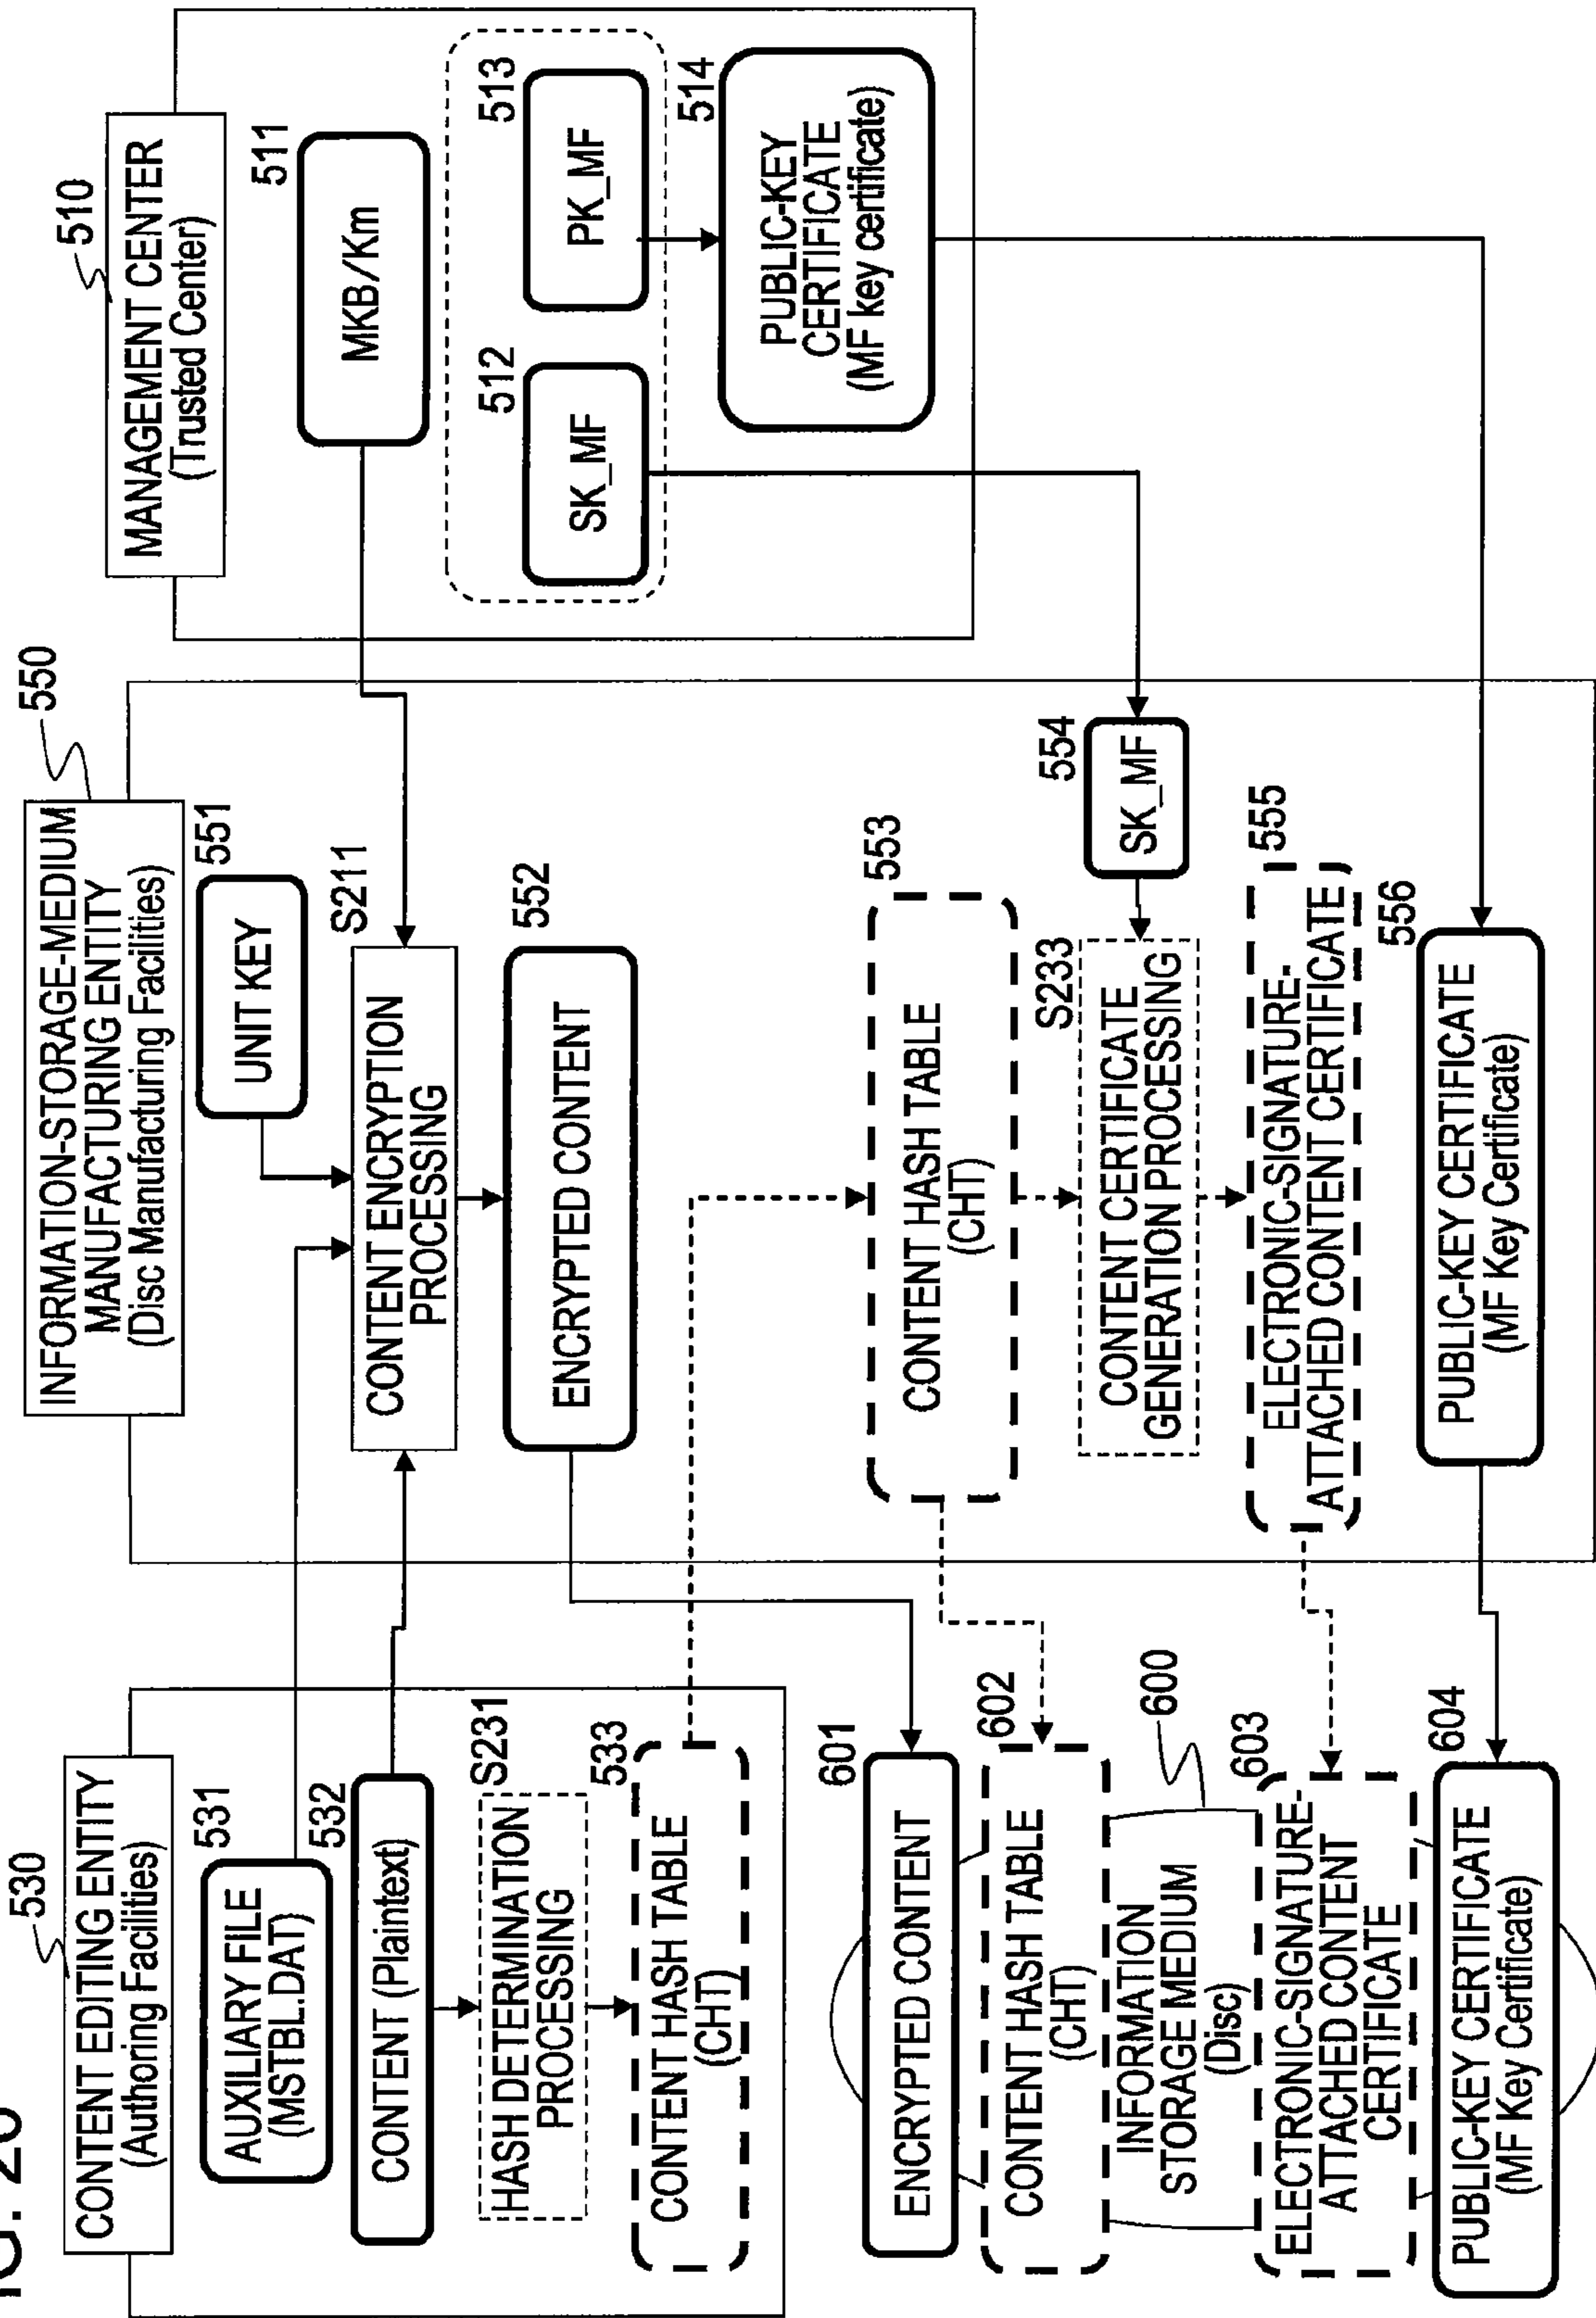 FIG. 20
530
CONTENT EDITING ENTITY
(Authoring Facilities)
531
AUXILIARY FILE
(MSTBL.DAT)
532
CONTENT (Plaintext)
S231
HASH DETERMINATION
PROCESSING
533
CONTENT HASH TABLE
(CHT)
550
INFORMATION-STORAGE-MEDIUM
MANUFACTURING ENTITY
(Disc Manufacturing Facilities)
551
UNIT KEY
S211
CONTENT ENCRYPTION
PROCESSING
552
ENCRYPTED CONTENT
553
CONTENT HASH TABLE
(CHT)
554
SK_MF
S233
CONTENT CERTIFICATE
GENERATION PROCESSING
555
ELECTRONIC-SIGNATURE-
ATTACHED CONTENT CERTIFICATE
556
PUBLIC-KEY CERTIFICATE
(MF Key Certificate)
510
MANAGEMENT CENTER
(Trusted Center)
511
MKB/Km
512
SK_MF
513
PK_MF
514
PUBLIC-KEY
CERTIFICATE
(MF key certificate)
601
ENCRYPTED CONTENT
602
CONTENT HASH TABLE
(CHT)
600
INFORMATION
STORAGE MEDIUM
(Disc)
603
ELECTRONIC-SIGNATURE-
ATTACHED CONTENT
CERTIFICATE
604
PUBLIC-KEY CERTIFICATE
(MF Key Certificate)